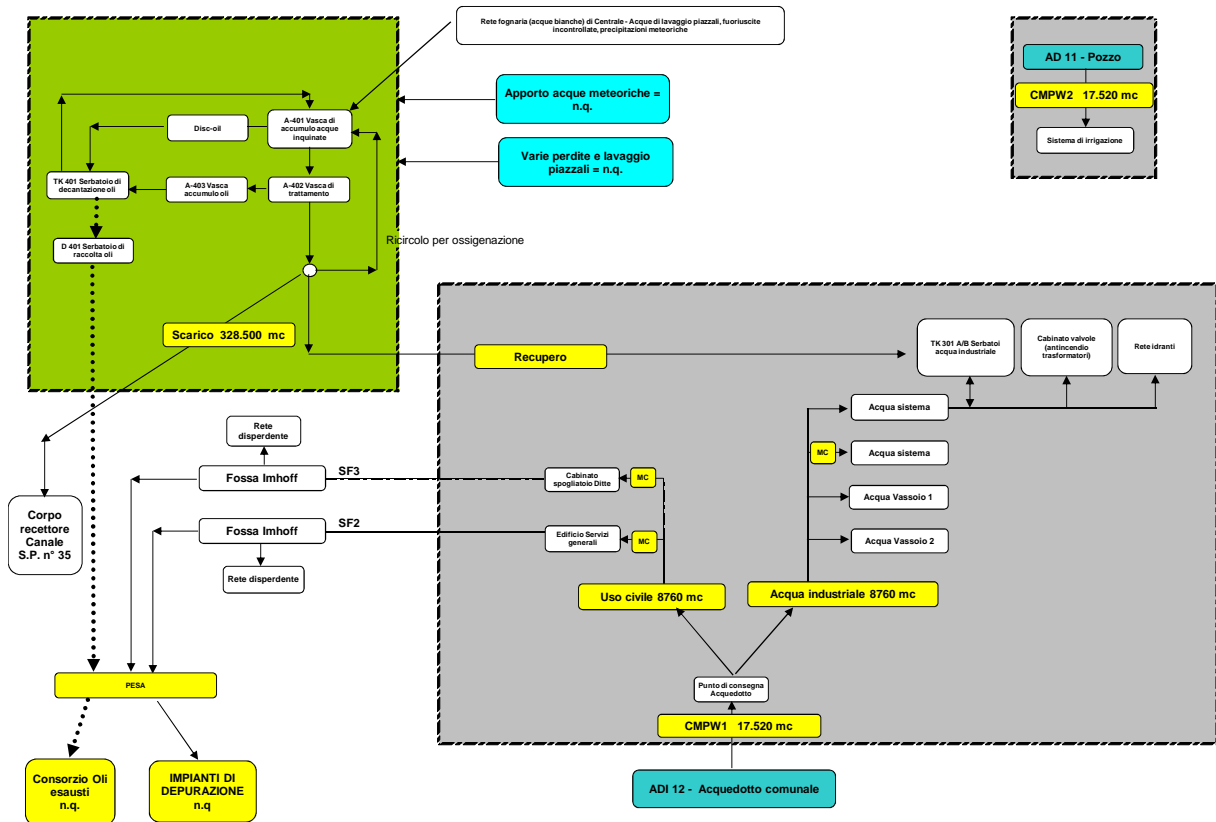 Rete fognaria (acque bianche) di Centrale - Acque di lavaggio piazzali, fuoriuscite
incontrollate, precipitazioni meteoriche
AD 11 - Pozzo
CMPW2 17.520 mc
Sistema di irrigazione
Apporto acque meteoriche =
n.q.
Varie perdite e lavaggio
piazzali = n.q.
Disc-oil
A-401 Vasca di
accumulo acque
inquinate
TK 401 Serbatoio di
decantazione oli
A-403 Vasca
accumulo oli
A-402 Vasca di
trattamento
D 401 Serbatoio di
raccolta oli
Ricircolo per ossigenazione
Scarico 328.500 mc
Recupero
TK 301 A/B Serbatoi
acqua industriale
Cabinato valvole
(antincendio
trasformatori)
Rete idranti
Acqua sistema
MC
Acqua sistema
Acqua Vassoio 1
Acqua Vassoio 2
Rete
disperdente
Fossa Imhoff
SF3
Cabinato
spogliatoio Ditte
MC
Fossa Imhoff
SF2
Edificio Servizi
generali
MC
Rete disperdente
Corpo
recettore
Canale
S.P. n° 35
Uso civile 8760 mc
Acqua industriale 8760 mc
PESA
Punto di consegna
Acquedotto
CMPW1 17.520 mc
Consorzio Oli
esausti
n.q.
IMPIANTI DI
DEPURAZIONE
n.q
ADI 12 - Acquedotto comunale